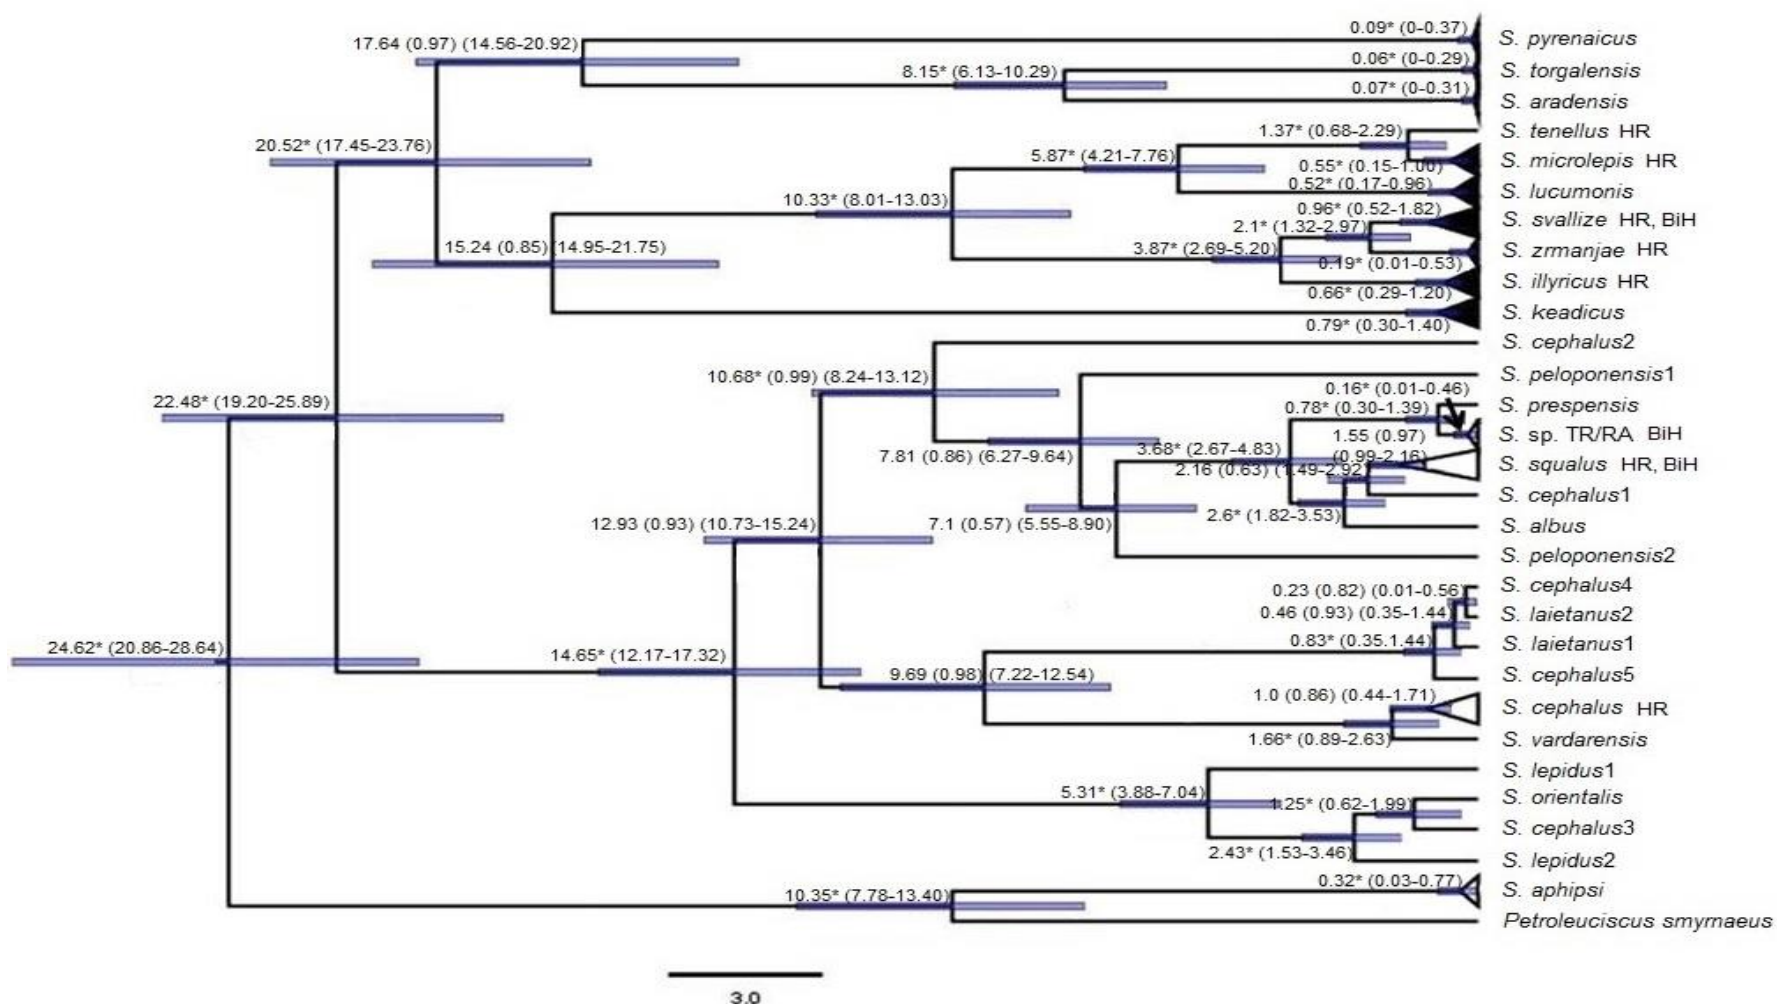 0.09* (0-0.37)
S. pyrenaicus
17.64 (0.97) (14.56-20.92)
0.06* (0-0.29)
8.15* (6.13-10.29)
S. torgalensis
0.07* (0-0.31)
S. aradensis
1.37* (0.68-2.29)
S. tenellus HR
20.52* (17.45-23.76)
5.87* (4.21-7.76)
0.55* (0.15-1.00)
S. microlepis HR
0.52* (0.17-0.96)
S. lucumonis
10.33* (8.01-13.03)
0.96* (0.52-1.82)
S. svallize HR, BiH
2.1* (1.32-2.97)
15.24 (0.85) (14.95-21.75)
3.87* (2.69-5.20)
S. zrmanjae HR
0.19* (0.01-0.53)
S. illyricus HR
0.66* (0.29-1.20)
S. keadicus
0.79* (0.30-1.40)
S. cephalus2
10.68* (0.99) (8.24-13.12)
S. peloponensis1
0.16* (0.01-0.46)
22.48* (19.20-25.89)
0.78* (0.30-1.39)
S. prespensis
1.55 (0.97)
S. sp. TR/RA BiH
3.68* (2.67-4.83)
7.81 (0.86) (6.27-9.64)
(0.99-2.16)
S. squalus HR, BiH
2.16 (0.63) (1.49-2.92)
S. cephalus1
12.93 (0.93) (10.73-15.24)
7.1 (0.57) (5.55-8.90)
2.6* (1.82-3.53)
S. albus
S. peloponensis2
0.23 (0.82) (0.01-0.56)
S. cephalus4
0.46 (0.93) (0.35-1.44)
S. laietanus2
24.62* (20.86-28.64)
14.65* (12.17-17.32)
0.83* (0.35.1.44)
S. laietanus1
9.69 (0.98) (7.22-12.54)
S. cephalus5
1.0 (0.86) (0.44-1.71)
S. cephalus HR
1.66* (0.89-2.63)
S. vardarensis
S. lepidus1
5.31* (3.88-7.04)
1.25* (0.62-1.99)
S. orientalis
S. cephalus3
2.43* (1.53-3.46)
S. lepidus2
0.32* (0.03-0.77)
10.35* (7.78-13.40)
S. aphipsi
Petroleuciscus smyrnaeus
3.0